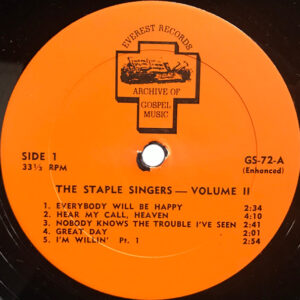 EVEREST RECORDS
ARCHIVE OF
GOSPEL
MUSIC
SIDE 1
33⅓ RPM
GS-72-A
(Enhanced)
THE STAPLE SINGERS — VOLUME II
1. EVERYBODY WILL BE HAPPY 2:34
2. HEAR MY CALL, HEAVEN 4:10
3. NOBODY KNOWS THE TROUBLE I'VE SEEN 2:41
4. GREAT DAY 2:01
5. I'M WILLIN' Pt. 1 2:54